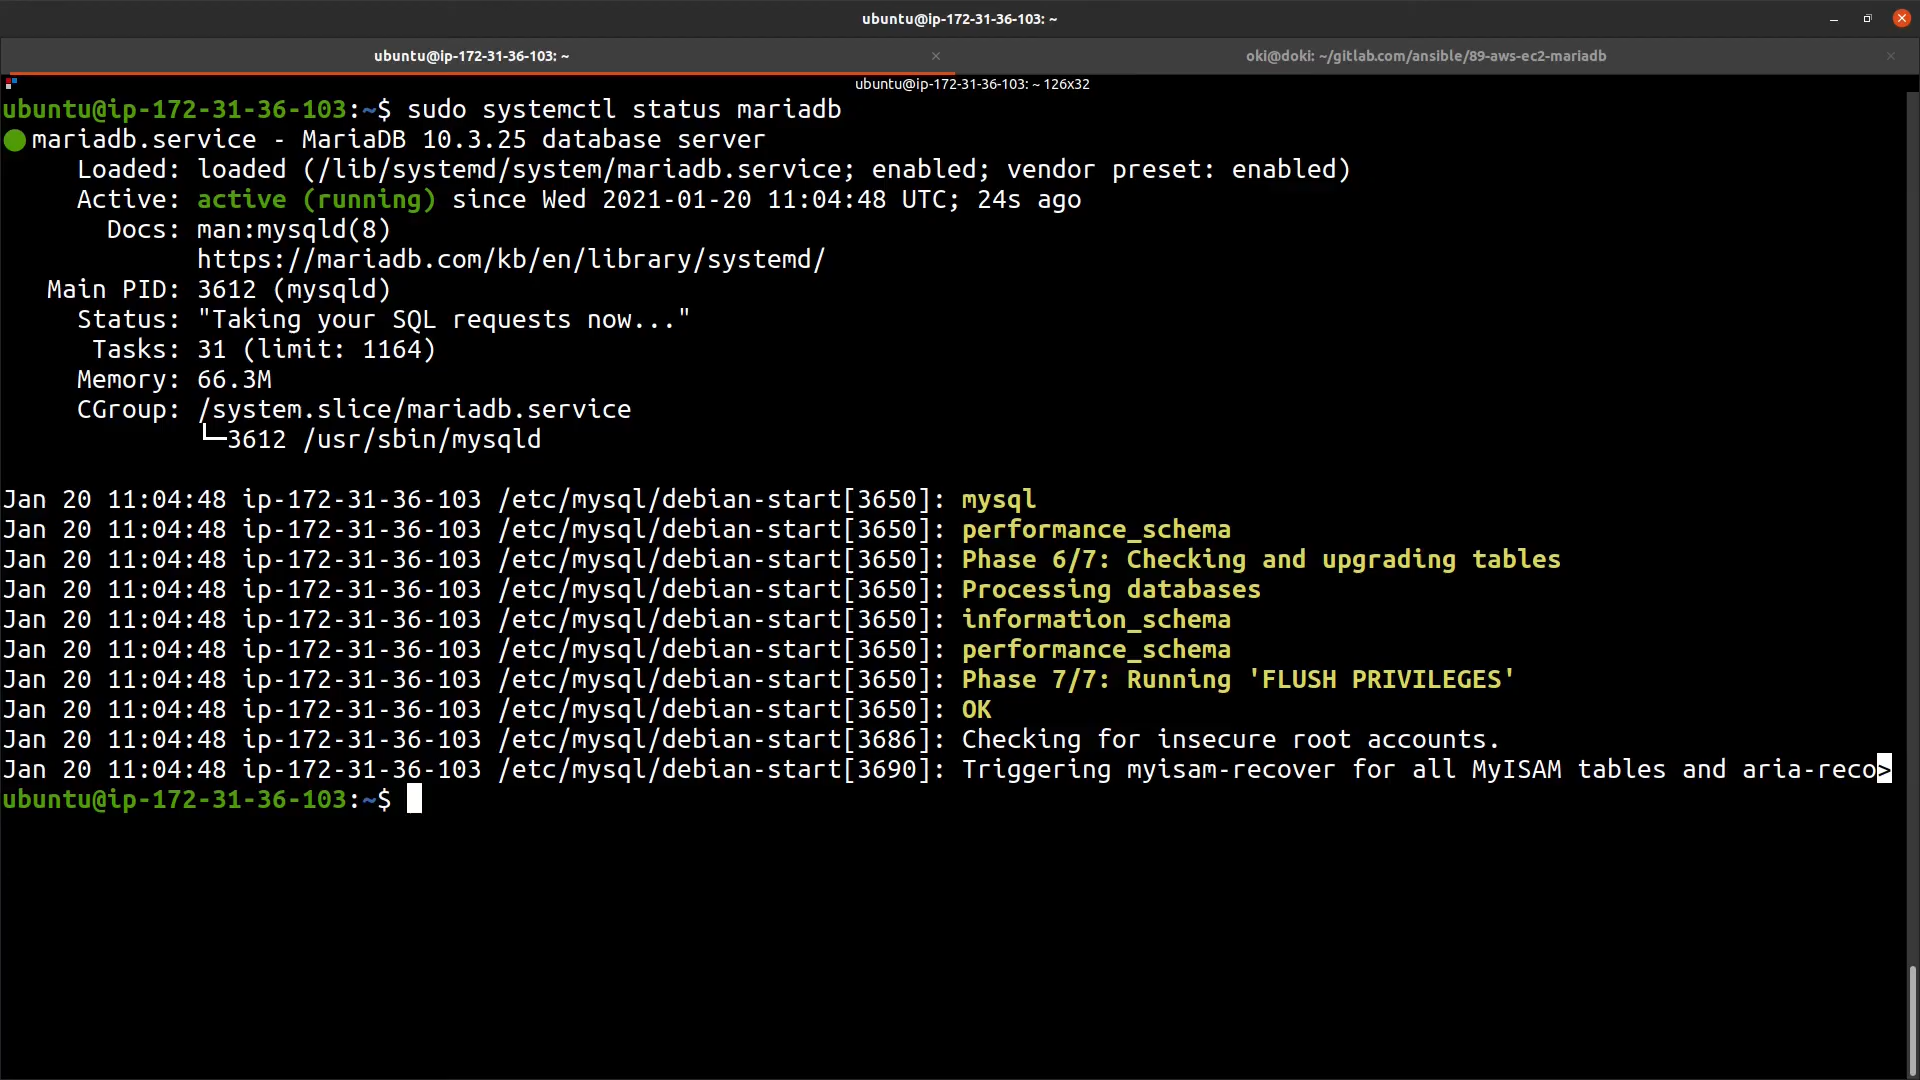 ubuntu@ip-172-31-36-103: ~
ubuntu@ip-172-31-36-103: ~
oki@doki: ~/gitlab.com/ansible/89-aws-ec2-mariadb
ubuntu@ip-172-31-36-103: ~ 126x32
ubuntu@ip-172-31-36-103:~$ sudo systemctl status mariadb
mariadb.service - MariaDB 10.3.25 database server
Loaded: loaded (/lib/systemd/system/mariadb.service; enabled; vendor preset: enabled)
Active: active (running) since Wed 2021-01-20 11:04:48 UTC; 24s ago
Docs: man:mysqld(8)
https://mariadb.com/kb/en/library/systemd/
Main PID: 3612 (mysqld)
Status: "Taking your SQL requests now..."
Tasks: 31 (limit: 1164)
Memory: 66.3M
CGroup: /system.slice/mariadb.service
└─3612 /usr/sbin/mysqld
Jan 20 11:04:48 ip-172-31-36-103 /etc/mysql/debian-start[3650]: mysql
Jan 20 11:04:48 ip-172-31-36-103 /etc/mysql/debian-start[3650]: performance_schema
Jan 20 11:04:48 ip-172-31-36-103 /etc/mysql/debian-start[3650]: Phase 6/7: Checking and upgrading tables
Jan 20 11:04:48 ip-172-31-36-103 /etc/mysql/debian-start[3650]: Processing databases
Jan 20 11:04:48 ip-172-31-36-103 /etc/mysql/debian-start[3650]: information_schema
Jan 20 11:04:48 ip-172-31-36-103 /etc/mysql/debian-start[3650]: performance_schema
Jan 20 11:04:48 ip-172-31-36-103 /etc/mysql/debian-start[3650]: Phase 7/7: Running 'FLUSH PRIVILEGES'
Jan 20 11:04:48 ip-172-31-36-103 /etc/mysql/debian-start[3650]: OK
Jan 20 11:04:48 ip-172-31-36-103 /etc/mysql/debian-start[3686]: Checking for insecure root accounts.
Jan 20 11:04:48 ip-172-31-36-103 /etc/mysql/debian-start[3690]: Triggering myisam-recover for all MyISAM tables and aria-reco>
ubuntu@ip-172-31-36-103:~$